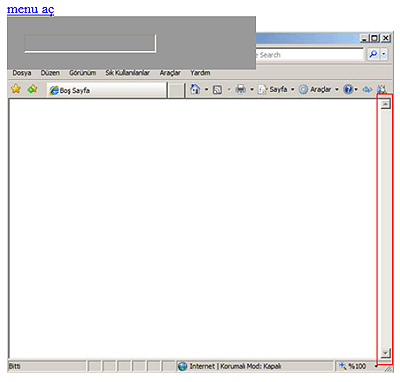 menu aç
e Search
Dosya Düzen Görünüm Sık Kullanılanlar Araçlar Yardım
Boş Sayfa Sayfa Araçlar
Bitti Internet | Korumalı Mod: Kapalı %100